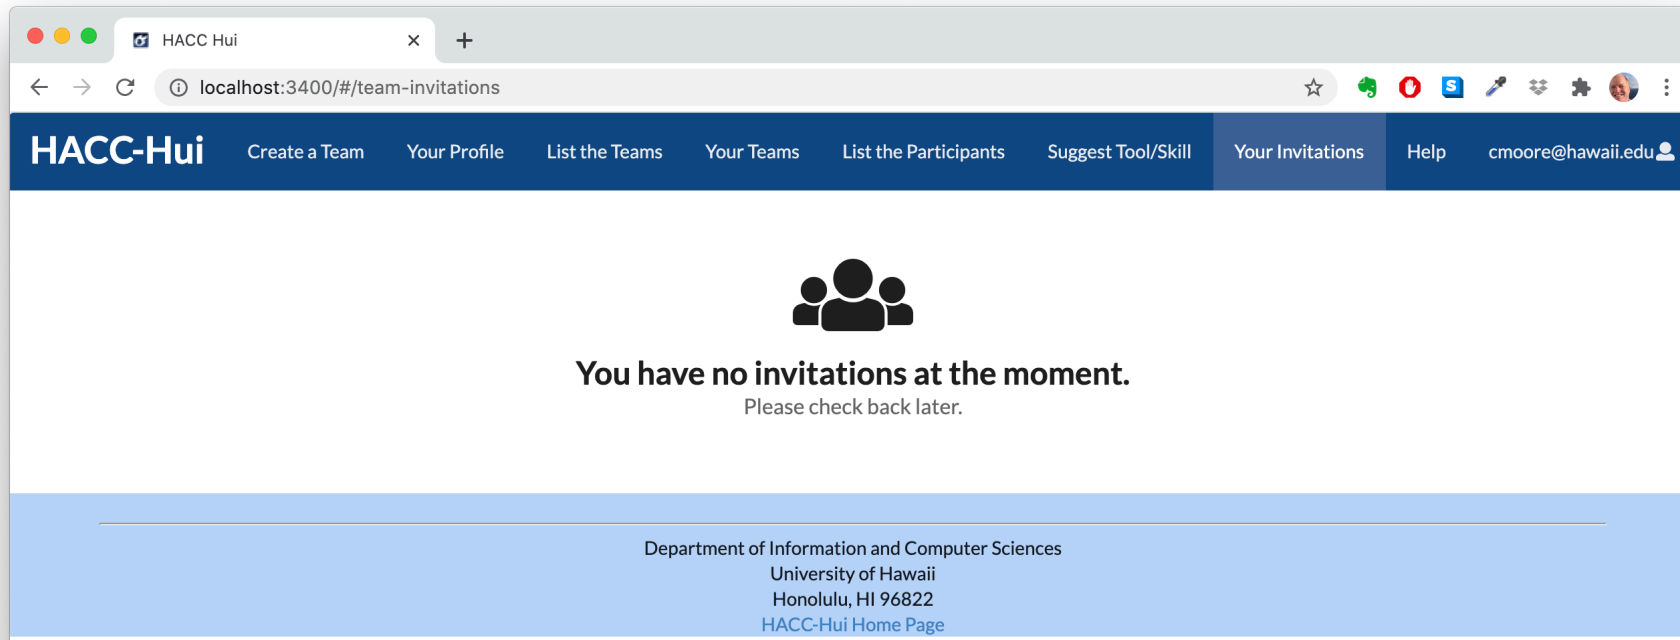 HACC Hui
localhost:3400/#/team-invitations
HACC-Hui Create a Team Your Profile List the Teams Your Teams List the Participants Suggest Tool/Skill Your Invitations Help cmoore@hawaii.edu
You have no invitations at the moment.
Please check back later.
Department of Information and Computer Sciences
University of Hawaii
Honolulu, HI 96822
HACC-Hui Home Page